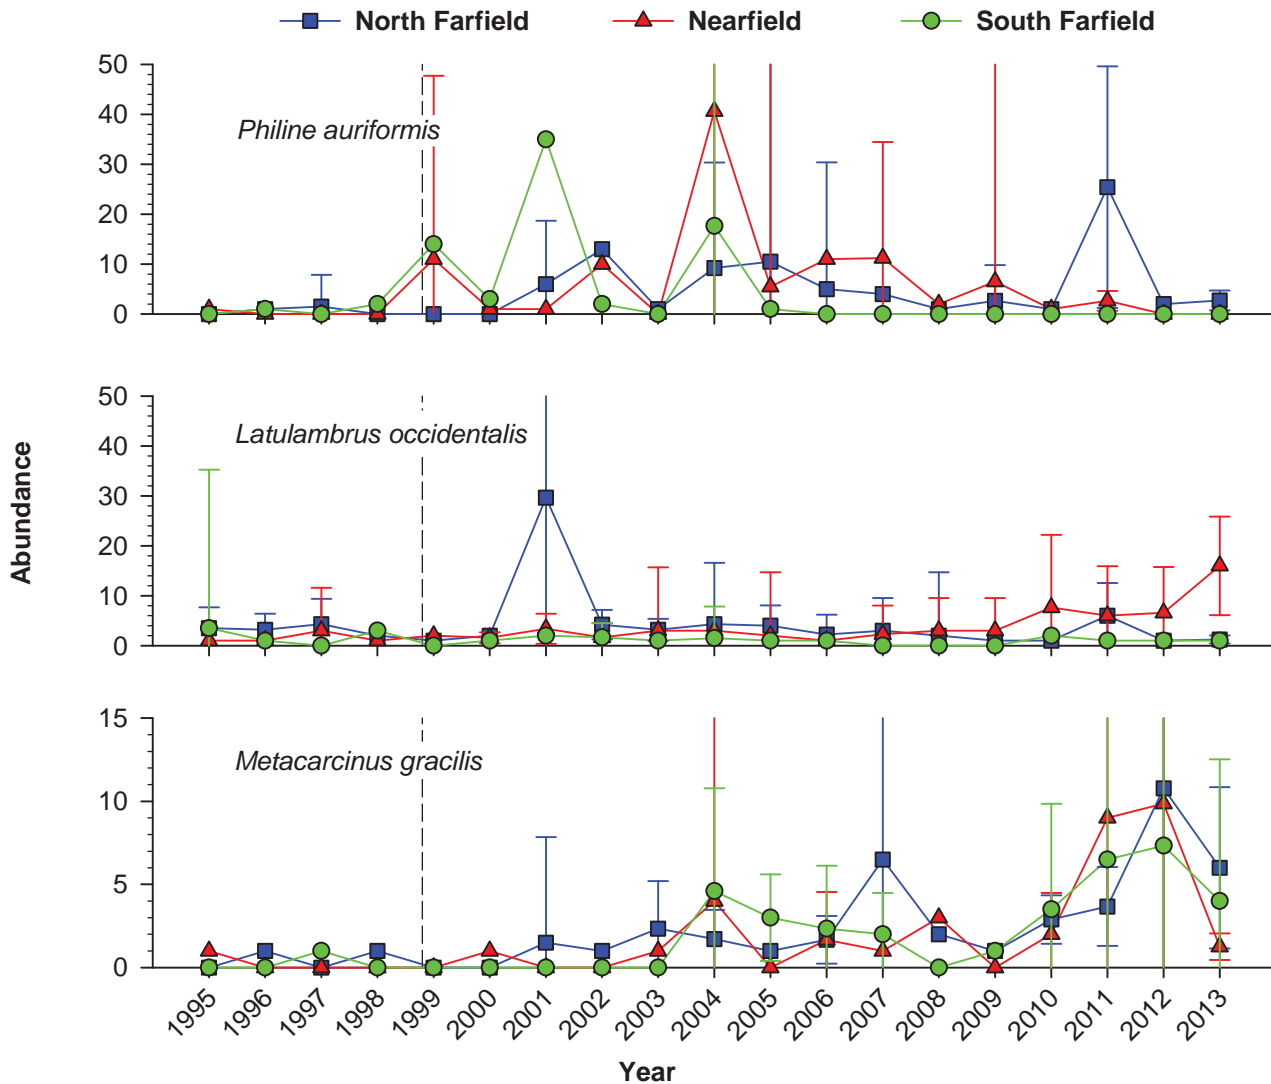 North Farfield Nearfield South Farfield
50
40
30
20
10
0
Philine auriformis
50
40
30
20
10
0
Latulambrus occidentalis
Abundance
15
10
5
0
Metacarcinus gracilis
1995 1996 1997 1998 1999 2000 2001 2002 2003 2004 2005 2006 2007 2008 2009 2010 2011 2012 2013
Year